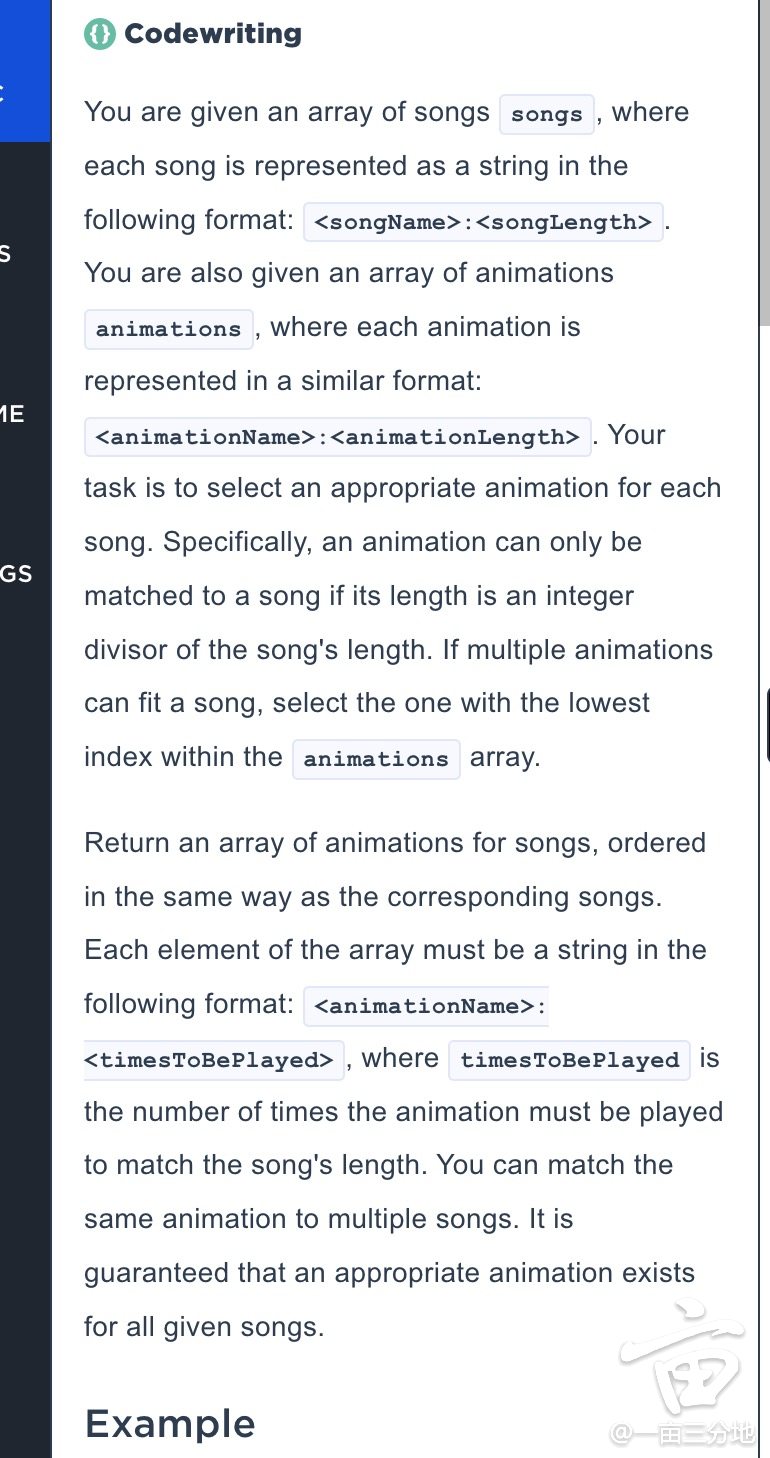 Codewriting
C
You are given an array of songs songs, where
each song is represented as a string in the
following format: <songName>:<songLength>.
S
You are also given an array of animations
animations, where each animation is
represented in a similar format:
ME
<animationName>:<animationLength>. Your
task is to select an appropriate animation for each
song. Specifically, an animation can only be
GS
matched to a song if its length is an integer
divisor of the song's length. If multiple animations
can fit a song, select the one with the lowest
index within the animations array.
Return an array of animations for songs, ordered
in the same way as the corresponding songs.
Each element of the array must be a string in the
following format: <animationName>:
<timesToBePlayed>, where timesToBePlayed is
the number of times the animation must be played
to match the song's length. You can match the
same animation to multiple songs. It is
guaranteed that an appropriate animation exists
for all given songs.
亩
Example
@一亩三分地